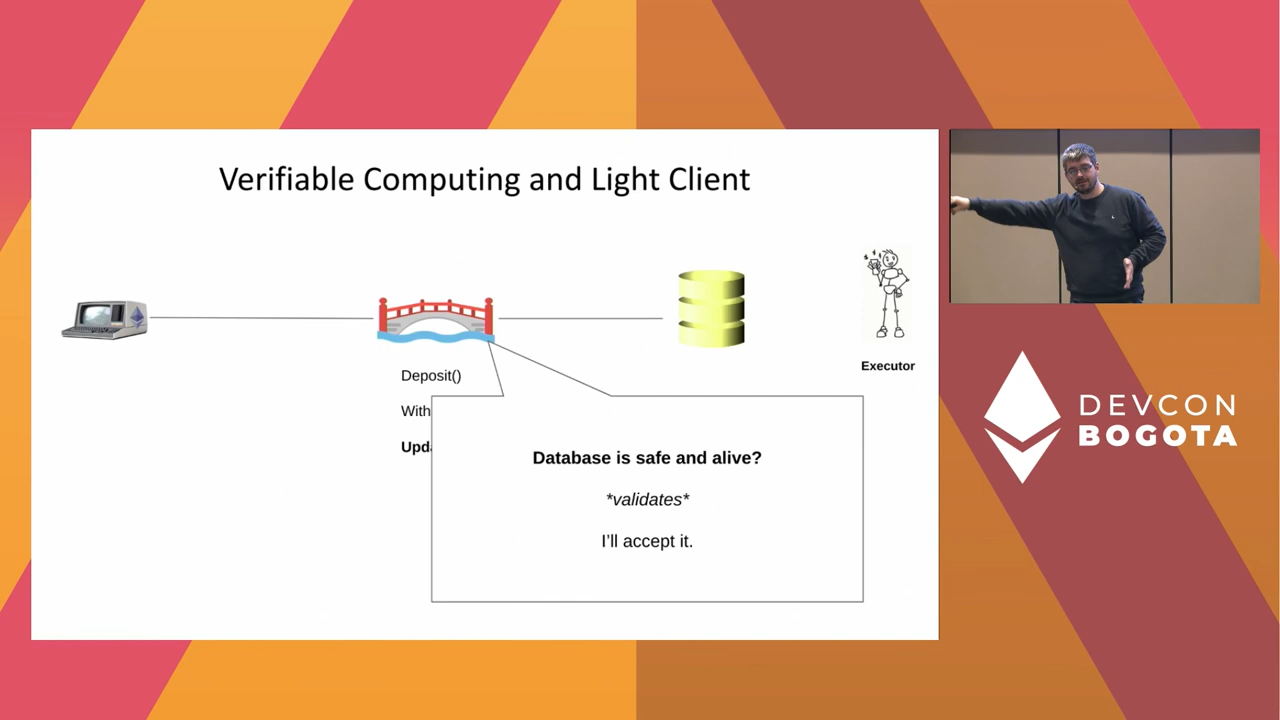 Verifiable Computing and Light Client
Executor
Deposit()
With
Upda
Database is safe and alive?
*validates*
I'll accept it.
DEVCON
BOGOTA